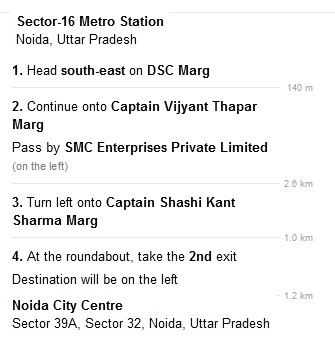 Sector-16 Metro Station
Noida, Uttar Pradesh
1. Head south-east on DSC Marg
140 m
2. Continue onto Captain Vijyant Thapar
Marg
Pass by SMC Enterprises Private Limited
(on the left)
2.6 km
3. Turn left onto Captain Shashi Kant
Sharma Marg
1.0 km
4. At the roundabout, take the 2nd exit
Destination will be on the left
1.2 km
Noida City Centre
Sector 39A, Sector 32, Noida, Uttar Pradesh